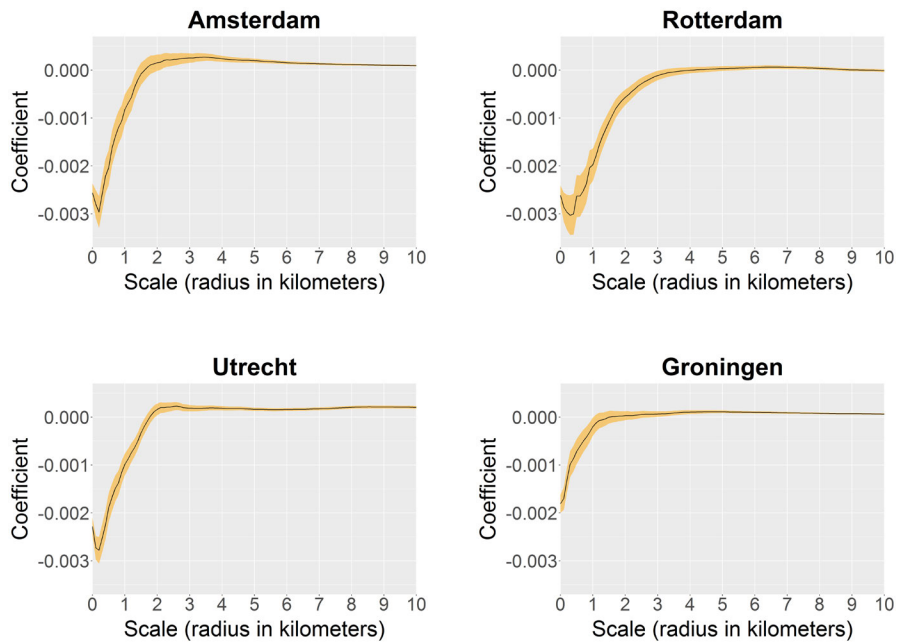 Amsterdam
Coefficient
0.000
-0.001
-0.002
-0.003
0 1 2 3 4 5 6 7 8 9 10
Scale (radius in kilometers)
Rotterdam
Coefficient
0.000
-0.001
-0.002
-0.003
0 1 2 3 4 5 6 7 8 9 10
Scale (radius in kilometers)
Utrecht
Coefficient
0.000
-0.001
-0.002
-0.003
0 1 2 3 4 5 6 7 8 9 10
Scale (radius in kilometers)
Groningen
Coefficient
0.000
-0.001
-0.002
-0.003
0 1 2 3 4 5 6 7 8 9 10
Scale (radius in kilometers)